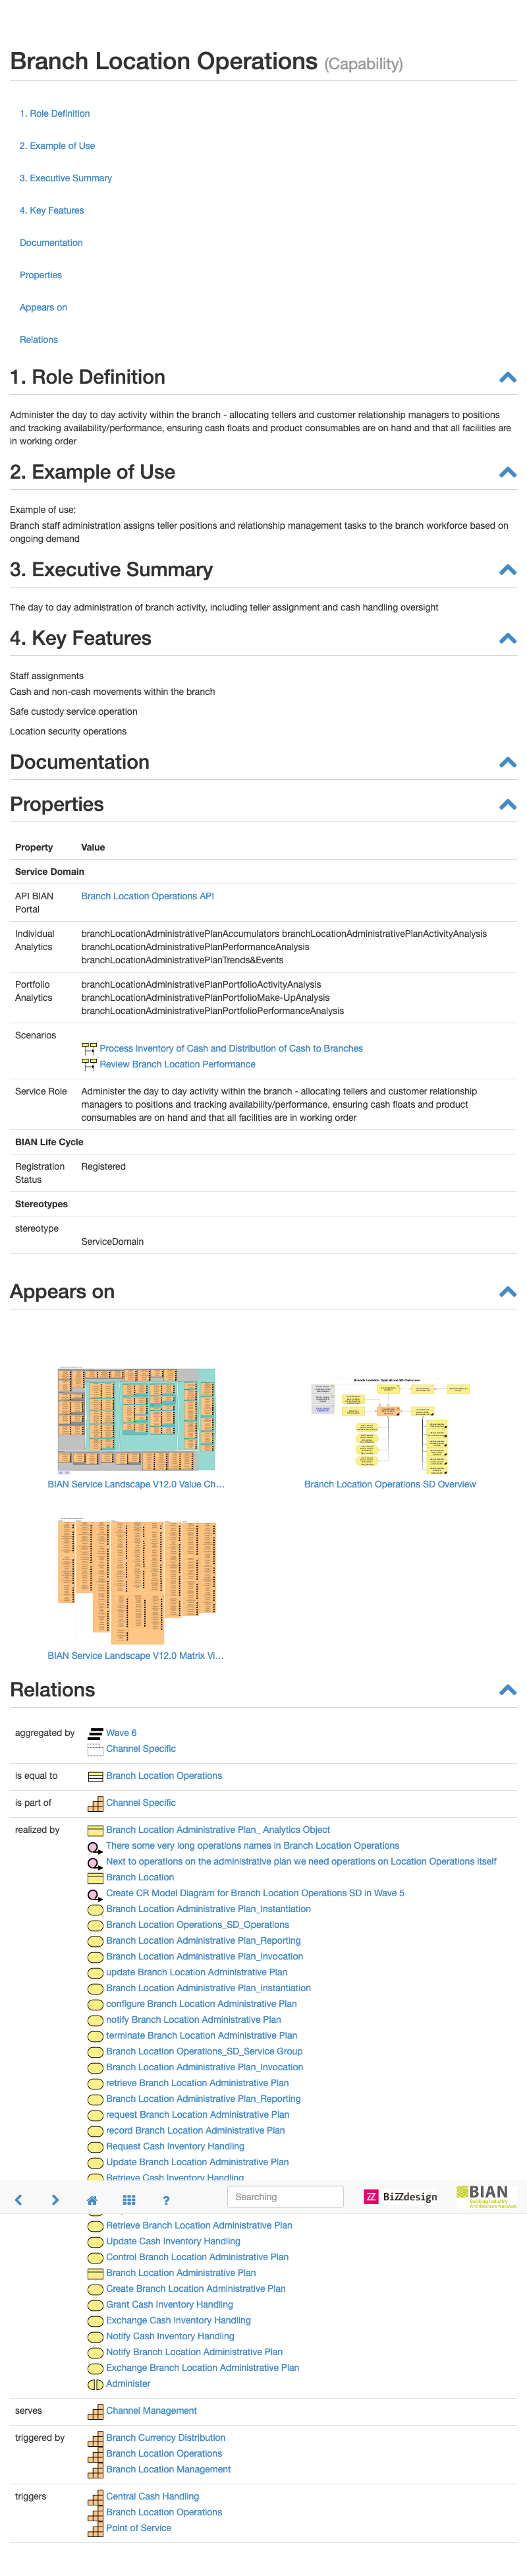 Branch Location Operations (Capability)
1. Role Definition
2. Example of Use
3. Executive Summary
4. Key Features
Documentation
Properties
Appears on
Relations
1. Role Definition
Administer the day to day activity within the branch - allocating tellers and customer relationship managers to positions
and tracking availability/performance, ensuring cash floats and product consumables are on hand and that all facilities are
in working order
2. Example of Use
Example of use:
Branch staff administration assigns teller positions and relationship management tasks to the branch workforce based on
ongoing demand
3. Executive Summary
The day to day administration of branch activity, including teller assignment and cash handling oversight
4. Key Features
Staff assignments
Cash and non-cash movements within the branch
Safe custody service operation
Location security operations
Documentation
Properties
Property Value
Service Domain
API BIAN Branch Location Operations API
Portal
Individual branchLocationAdministrativePlanAccumulators branchLocationAdministrativePlanActivityAnalysis
Analytics branchLocationAdministrativePlanPerformanceAnalysis
branchLocationAdministrativePlanTrends&Events
Portfolio branchLocationAdministrativePlanPortfolioActivityAnalysis
Analytics branchLocationAdministrativePlanPortfolioMake-UpAnalysis
branchLocationAdministrativePlanPortfolioPerformanceAnalysis
Scenarios
Process Inventory of Cash and Distribution of Cash to Branches
Review Branch Location Performance
Service Role Administer the day to day activity within the branch - allocating tellers and customer relationship
managers to positions and tracking availability/performance, ensuring cash floats and product
consumables are on hand and that all facilities are in working order
BIAN Life Cycle
Registration Registered
Status
Stereotypes
stereotype
ServiceDomain
Appears on
Branch Location Operations SD Overview
BIAN Service Landscape V12.0 Value Ch...
Branch Location Operations SD Overview
BIAN Service Landscape V12.0 Matrix Vi...
Relations
aggregated by Wave 6
Channel Specific
is equal to Branch Location Operations
is part of Channel Specific
realized by Branch Location Administrative Plan_ Analytics Object
There some very long operations names in Branch Location Operations
Next to operations on the administrative plan we need operations on Location Operations itself
Branch Location
Create CR Model Diagram for Branch Location Operations SD in Wave 5
Branch Location Administrative Plan_Instantiation
Branch Location Operations_SD_Operations
Branch Location Administrative Plan_Reporting
Branch Location Administrative Plan_Invocation
update Branch Location Administrative Plan
Branch Location Administrative Plan_Instantiation
configure Branch Location Administrative Plan
notify Branch Location Administrative Plan
terminate Branch Location Administrative Plan
Branch Location Operations_SD_Service Group
Branch Location Administrative Plan_Invocation
retrieve Branch Location Administrative Plan
Branch Location Administrative Plan_Reporting
request Branch Location Administrative Plan
record Branch Location Administrative Plan
Request Cash Inventory Handling
Update Branch Location Administrative Plan
Retrieve Cash Inventory Handling
? Searching BiZZdesign BIAN
Banking Industry
Architecture Network
Retrieve Branch Location Administrative Plan
Update Cash Inventory Handling
Control Branch Location Administrative Plan
Branch Location Administrative Plan
Create Branch Location Administrative Plan
Grant Cash Inventory Handling
Exchange Cash Inventory Handling
Notify Cash Inventory Handling
Notify Branch Location Administrative Plan
Exchange Branch Location Administrative Plan
Administer
serves Channel Management
triggered by Branch Currency Distribution
Branch Location Operations
Branch Location Management
triggers Central Cash Handling
Branch Location Operations
Point of Service